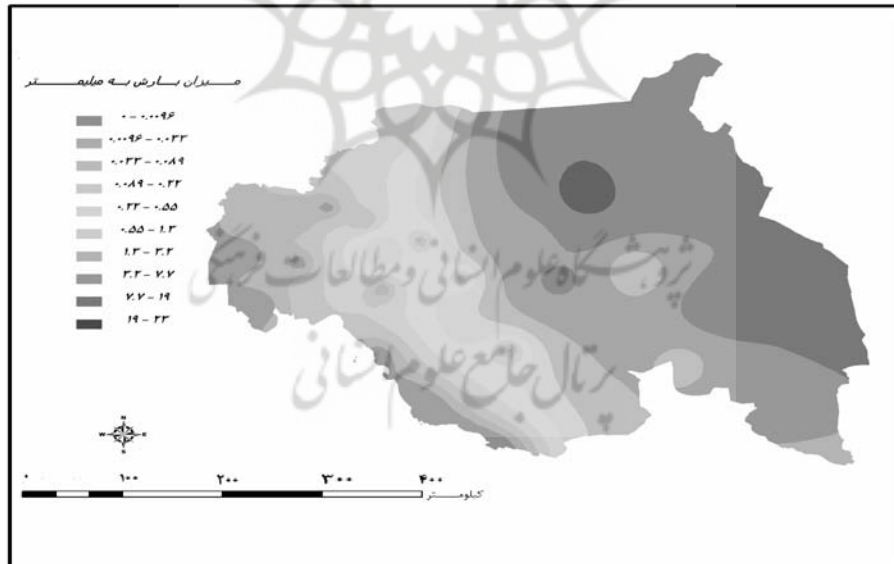 میزان بارش به میلیمتر
۰ – ۰.۰۰۹۶
۰.۰۰۹۶ – ۰.۰۳۳
۰.۰۳۳ – ۰.۰۸۹
۰.۰۸۹ – ۰.۲۲
۰.۲۲ – ۰.۵۵
۰.۵۵ – ۱.۳
۱.۳ – ۳.۲
۳.۲ – ۷.۷
۷.۷ – ۱۹
۱۹ – ۲۳
پژوهشگاه علوم انسانی و مطالعات فرهنگی
پرتال جامع علوم انسانی
N
W E
S
۰ ۱۰۰ ۲۰۰ ۳۰۰ ۴۰۰
کیلومتر